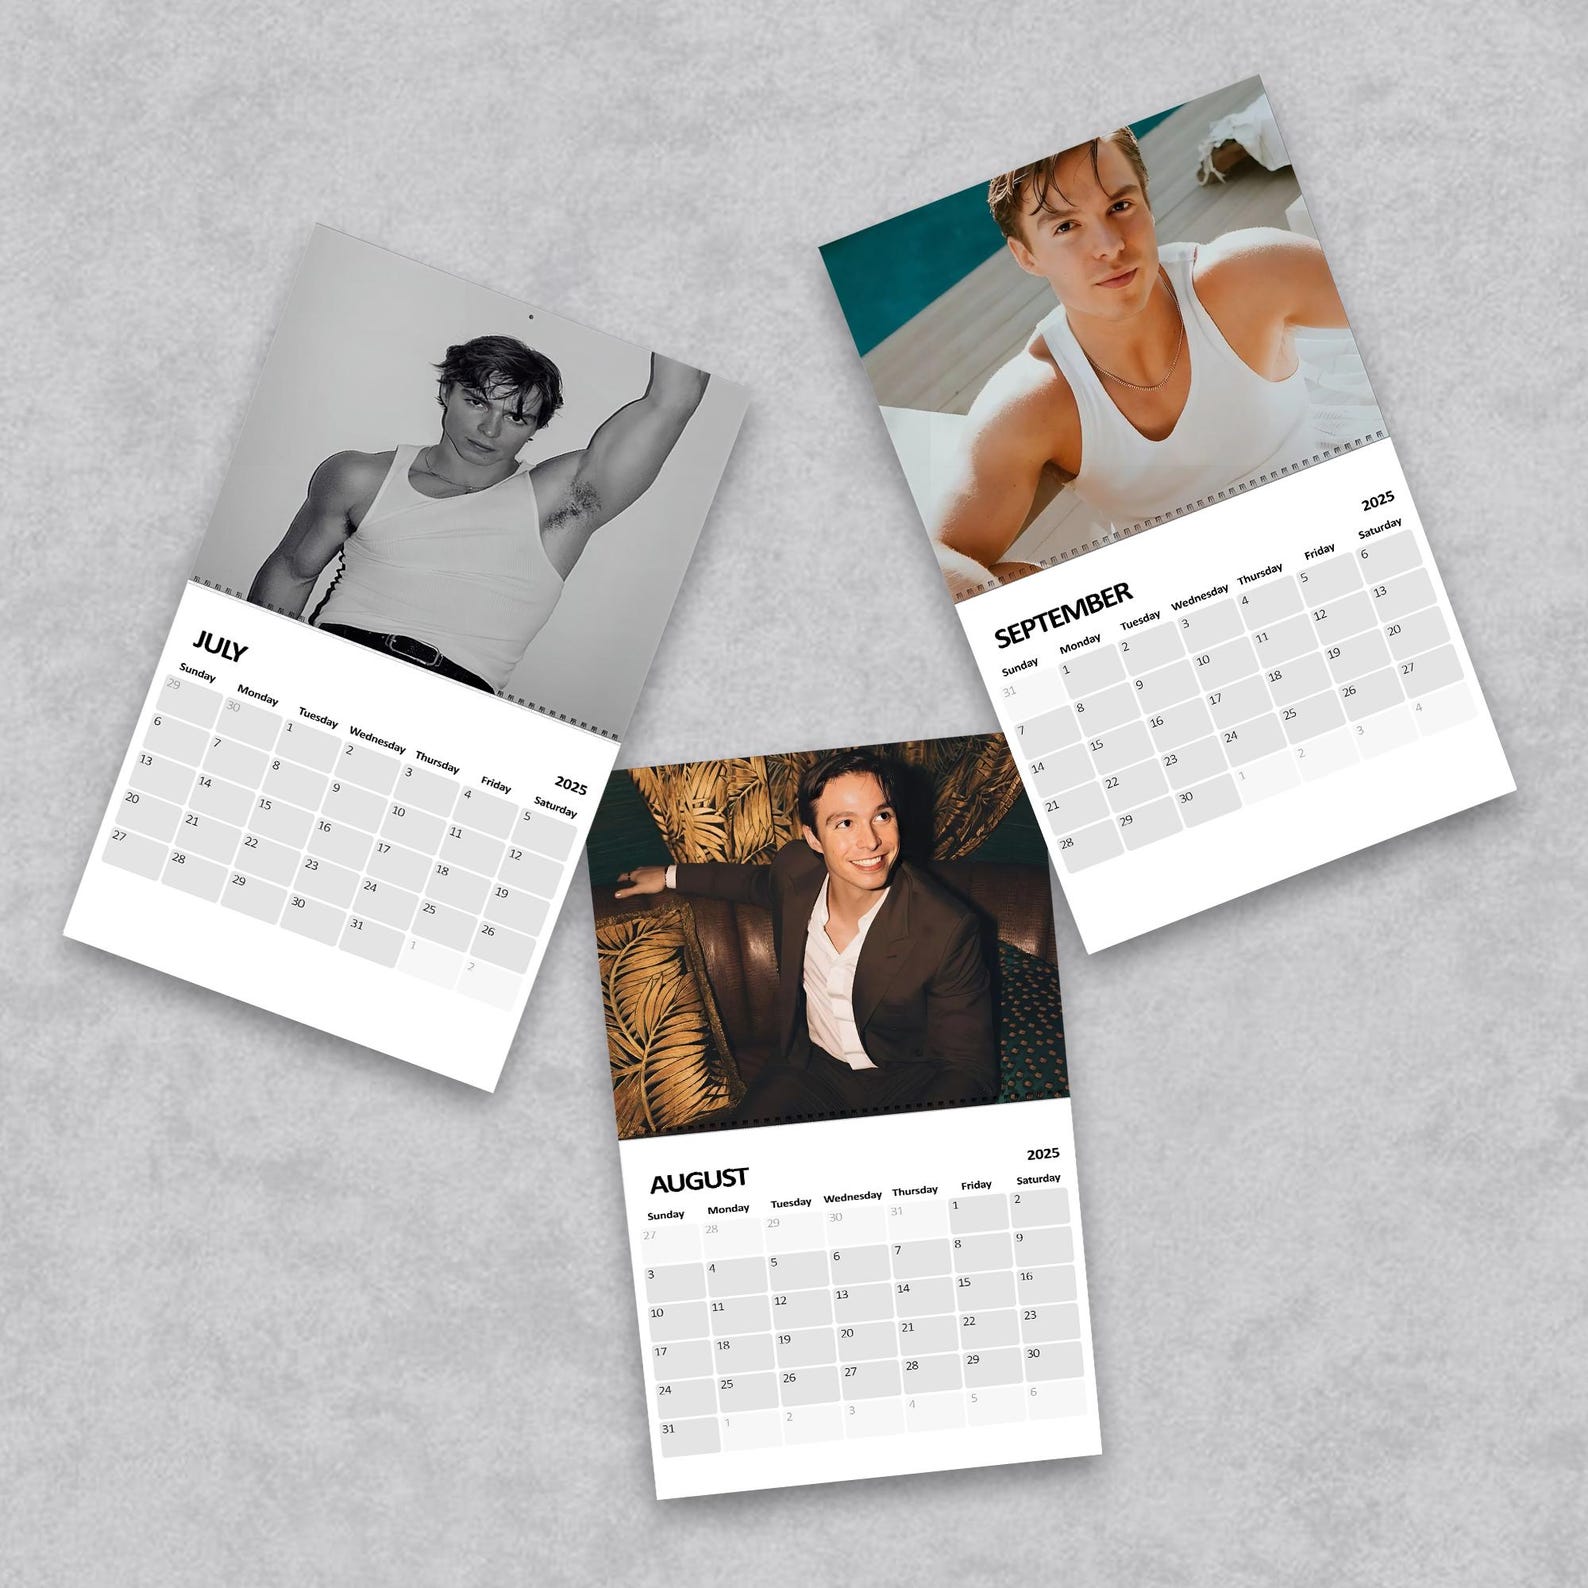 JULY
2025
Sunday Monday Tuesday Wednesday Thursday Friday Saturday
29 30 1 2 3 4 5
6 7 8 9 10 11 12
13 14 15 16 17 18 19
20 21 22 23 24 25 26
27 28 29 30 31 1 2
2025
SEPTEMBER
Sunday Monday Tuesday Wednesday Thursday Friday Saturday
31 1 2 3 4 5 6
7 8 9 10 11 12 13
14 15 16 17 18 19 20
21 22 23 24 25 26 27
28 29 30 1 2 3 4
2025
AUGUST
Sunday Monday Tuesday Wednesday Thursday Friday Saturday
27 28 29 30 31 1 2
3 4 5 6 7 8 9
10 11 12 13 14 15 16
17 18 19 20 21 22 23
24 25 26 27 28 29 30
31 1 2 3 4 5 6